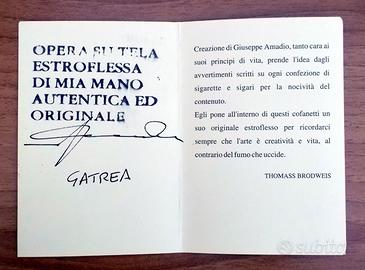 OPERA SU TELA
ESTROFLESSA
DI MIA MANO
AUTENTICA ED
ORIGINALE
GATREA
Creazione di Giuseppe Amadio, tanto cara ai
suoi principi di vita, prende l'idea dagli
avvertimenti scritti su ogni confezione di
sigarette e sigari per la nocività del
contenuto.
Egli pone all'interno di questi cofanetti un
suo originale estroflesso per ricordarci
sempre che l'arte è creatività e vita, al
contrario del fumo che uccide.
THOMASS BRODWEIS
subito